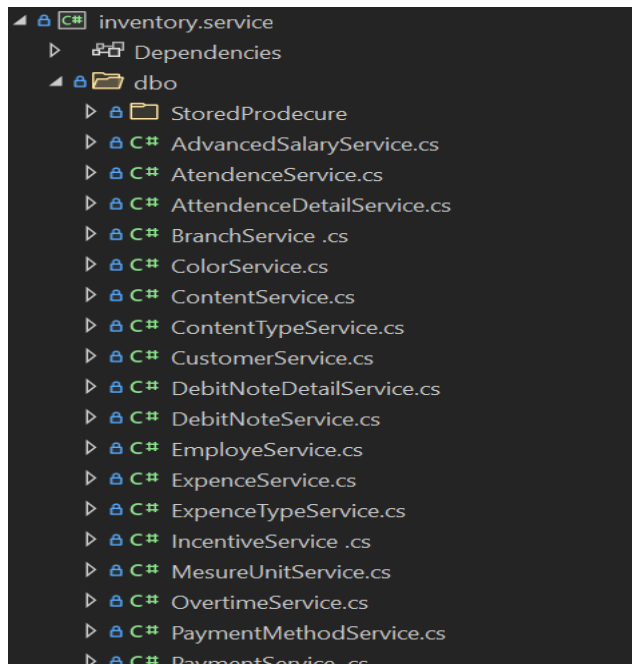 C# inventory.service
Dependencies
dbo
StoredProdecure
C# AdvancedSalaryService.cs
C# AtendenceService.cs
C# AttendenceDetailService.cs
C# BranchService .cs
C# ColorService.cs
C# ContentService.cs
C# ContentTypeService.cs
C# CustomerService.cs
C# DebitNoteDetailService.cs
C# DebitNoteService.cs
C# EmployeService.cs
C# ExpenceService.cs
C# ExpenceTypeService.cs
C# IncentiveService .cs
C# MesureUnitService.cs
C# OvertimeService.cs
C# PaymentMethodService.cs
C# PaymentService .cs